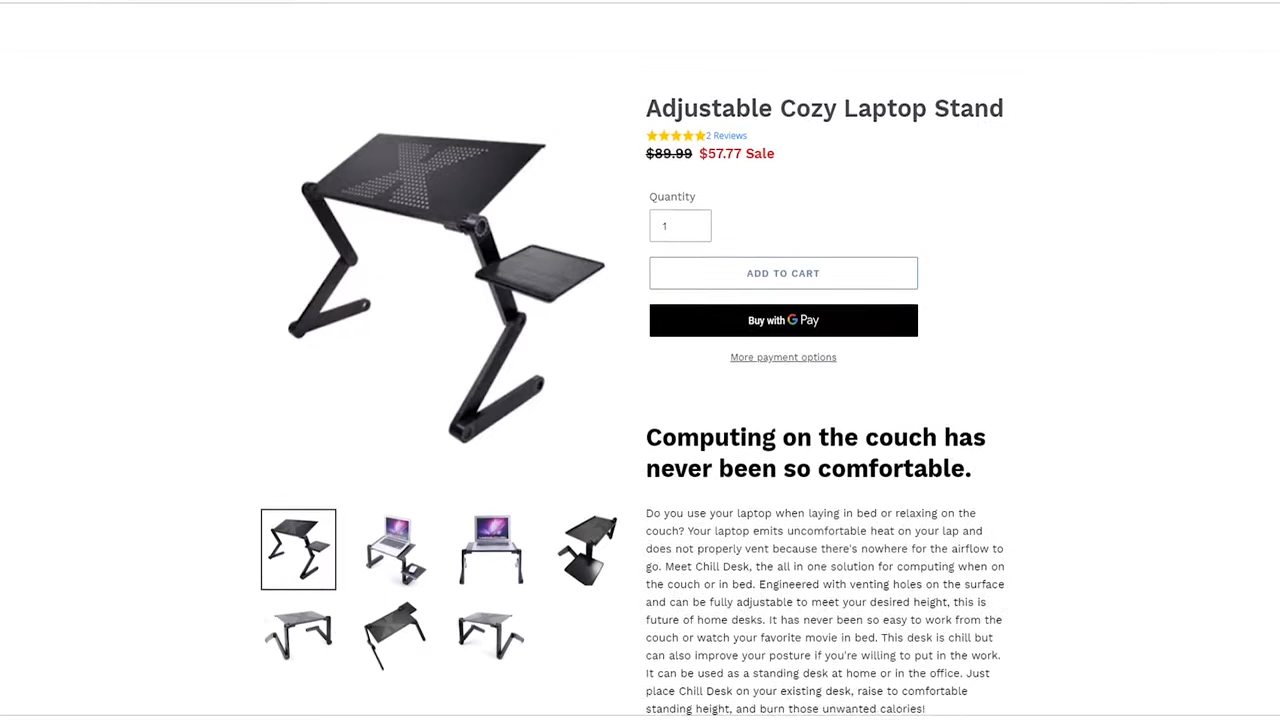 Adjustable Cozy Laptop Stand
2 Reviews
$89.99 $57.77 Sale
Quantity
1
ADD TO CART
Buy with G Pay
More payment options
Computing on the couch has
never been so comfortable.
Do you use your laptop when laying in bed or relaxing on the
couch? Your laptop emits uncomfortable heat on your lap and
does not properly vent because there's nowhere for the airflow to
go. Meet Chill Desk, the all in one solution for computing when on
the couch or in bed. Engineered with venting holes on the surface
and can be fully adjustable to meet your desired height, this is
future of home desks. It has never been so easy to work from the
couch or watch your favorite movie in bed. This desk is chill but
can also improve your posture if you're willing to put in the work.
It can be used as a standing desk at home or in the office. Just
place Chill Desk on your existing desk, raise to comfortable
standing height, and burn those unwanted calories!